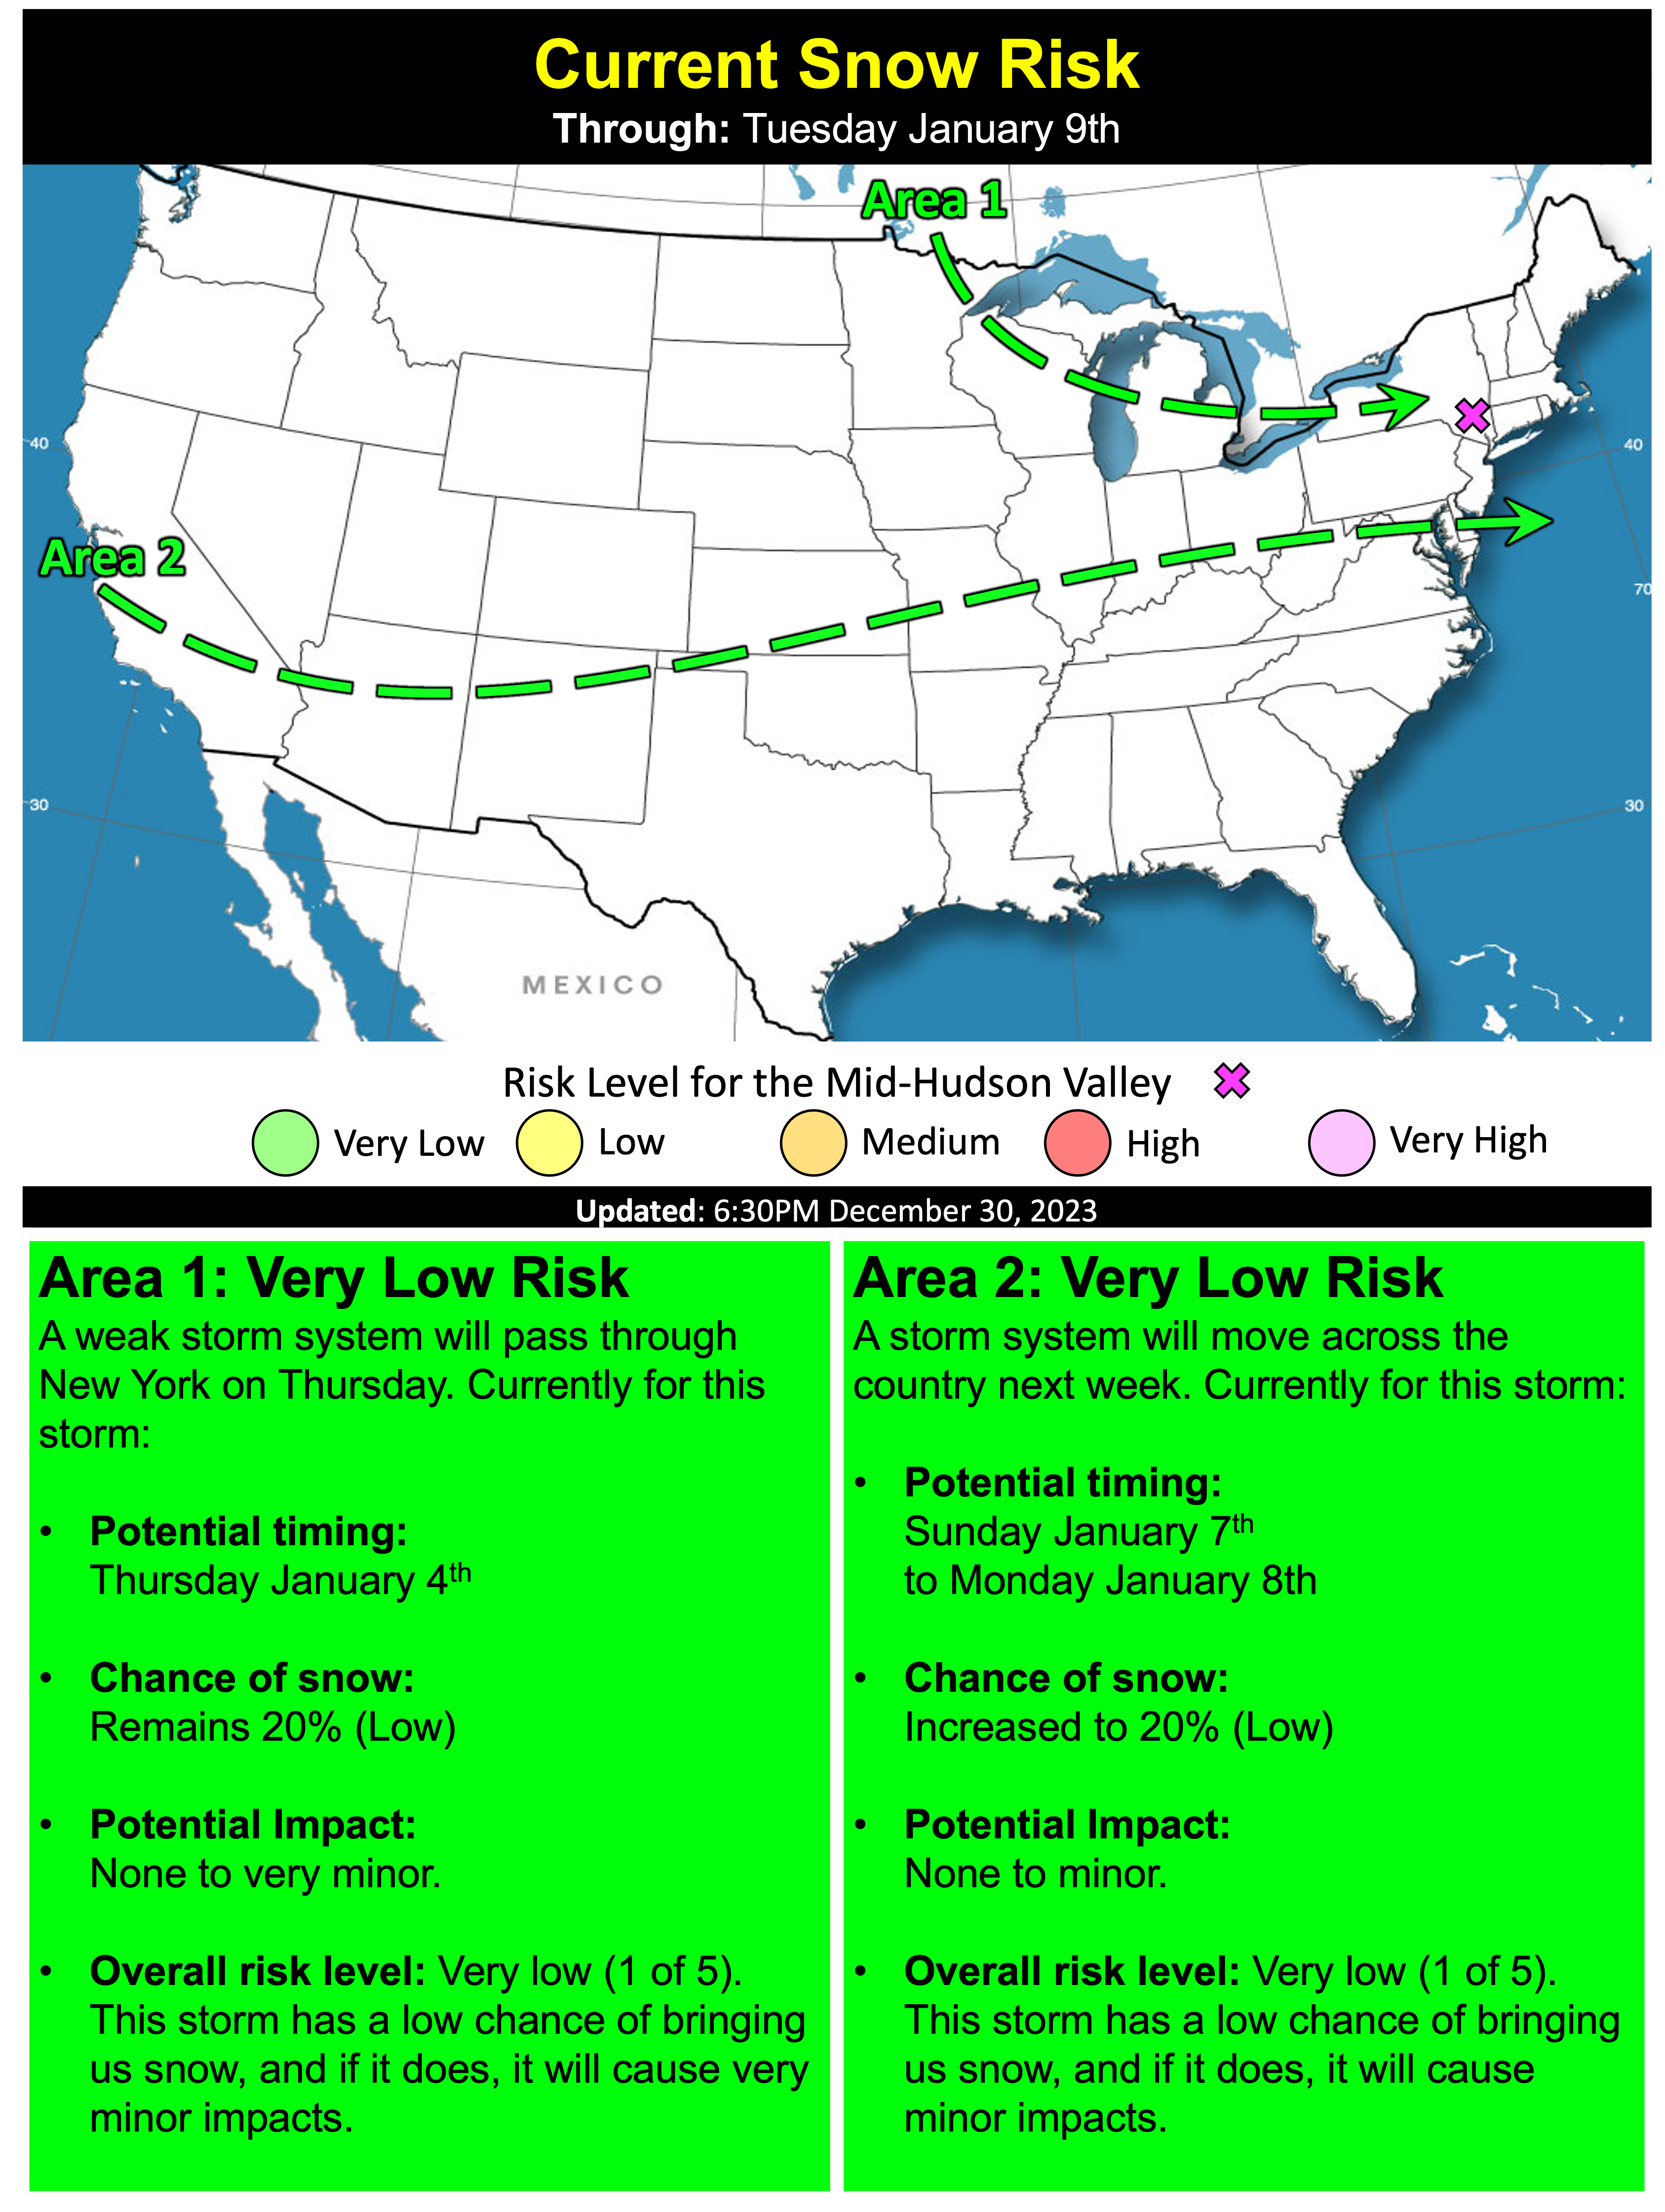 Current Snow Risk
Through: Tuesday January 9th
Area 1
40
40
Area 2
70
30
30
MEXICO
Risk Level for the Mid-Hudson Valley
Very Low
Low
Medium
High
Very High
Updated: 6:30PM December 30, 2023
Area 1: Very Low Risk
A weak storm system will pass through
New York on Thursday. Currently for this
storm:
• Potential timing:
Thursday January 4th
• Chance of snow:
Remains 20% (Low)
• Potential Impact:
None to very minor.
• Overall risk level: Very low (1 of 5).
This storm has a low chance of bringing
us snow, and if it does, it will cause very
minor impacts.
Area 2: Very Low Risk
A storm system will move across the
country next week. Currently for this storm:
• Potential timing:
Sunday January 7th
to Monday January 8th
• Chance of snow:
Increased to 20% (Low)
• Potential Impact:
None to minor.
• Overall risk level: Very low (1 of 5).
This storm has a low chance of bringing
us snow, and if it does, it will cause
minor impacts.